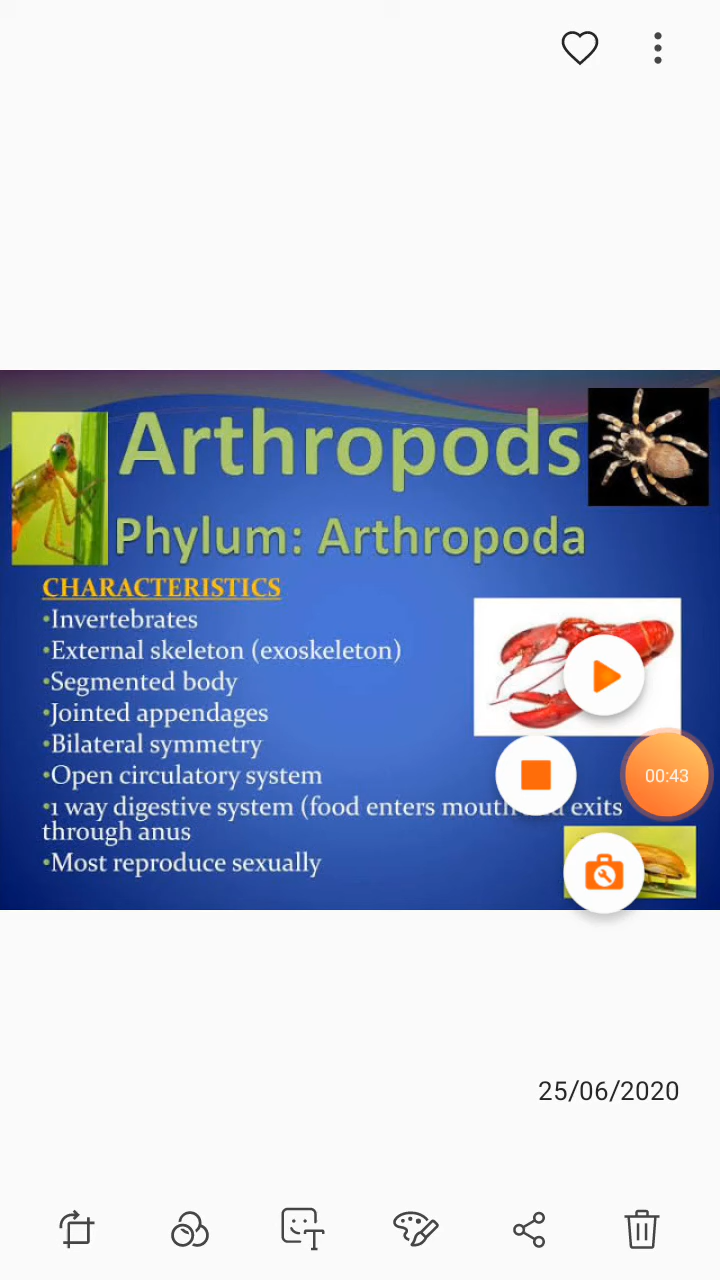 Arthropods
Phylum: Arthropoda
CHARACTERISTICS
•Invertebrates
•External skeleton (exoskeleton)
•Segmented body
•Jointed appendages
•Bilateral symmetry
•Open circulatory system
00:43
•1 way digestive system (food enters mouth exits
through anus
•Most reproduce sexually
25/06/2020
T